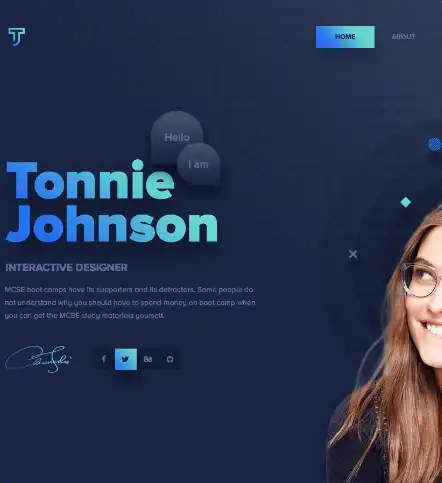 HOME ABOUT
Hello
I am
Tonnie
Johnson
INTERACTIVE DESIGNER
MCSE boot camps have its supporters and its detractors. Some people do
not understand why you should have to spend money on boot camp when
you can get the MCSE study materials yourself.
Bē